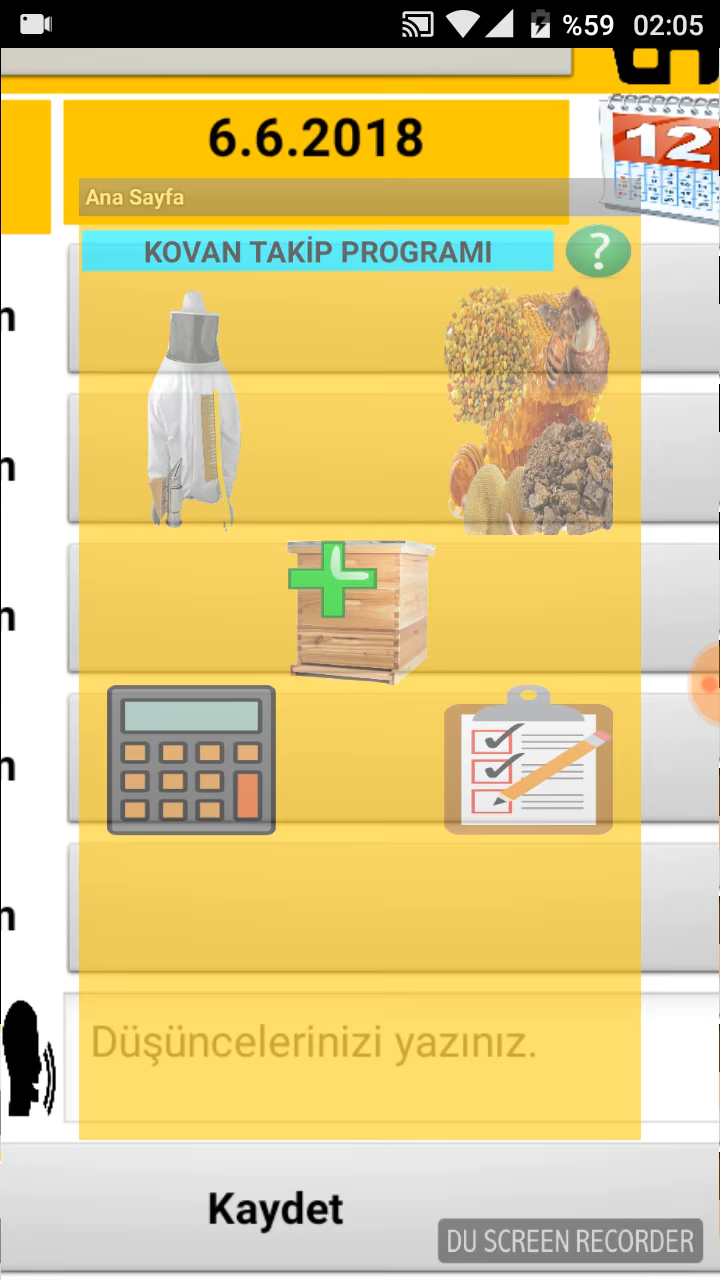 %59 02:05
6.6.2018
12
Ana Sayfa
KOVAN TAKİP PROGRAMI
?
n
n
n
n
n
Düşüncelerinizi yazınız.
Kaydet
DU SCREEN RECORDER